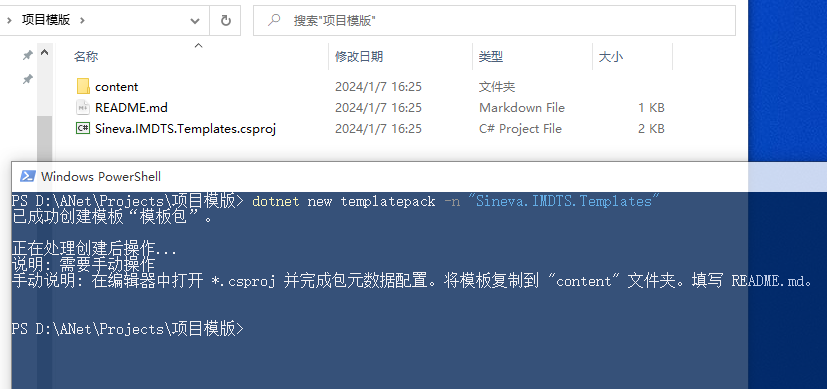 项目模版
搜索"项目模版"
名称 修改日期 类型 大小
content 2024/1/7 16:25 文件夹
README.md 2024/1/7 16:25 Markdown File 1 KB
Sineva.IMDTS.Templates.csproj 2024/1/7 16:25 C# Project File 2 KB
Windows PowerShell
PS D:\ANet\Projects\项目模版> dotnet new templatepack -n "Sineva.IMDTS.Templates"
已成功创建模板“模板包”。
正在处理创建后操作...
说明: 需要手动操作
手动说明: 在编辑器中打开 *.csproj 并完成包元数据配置。将模板复制到 "content" 文件夹。填写 README.md。
PS D:\ANet\Projects\项目模版>